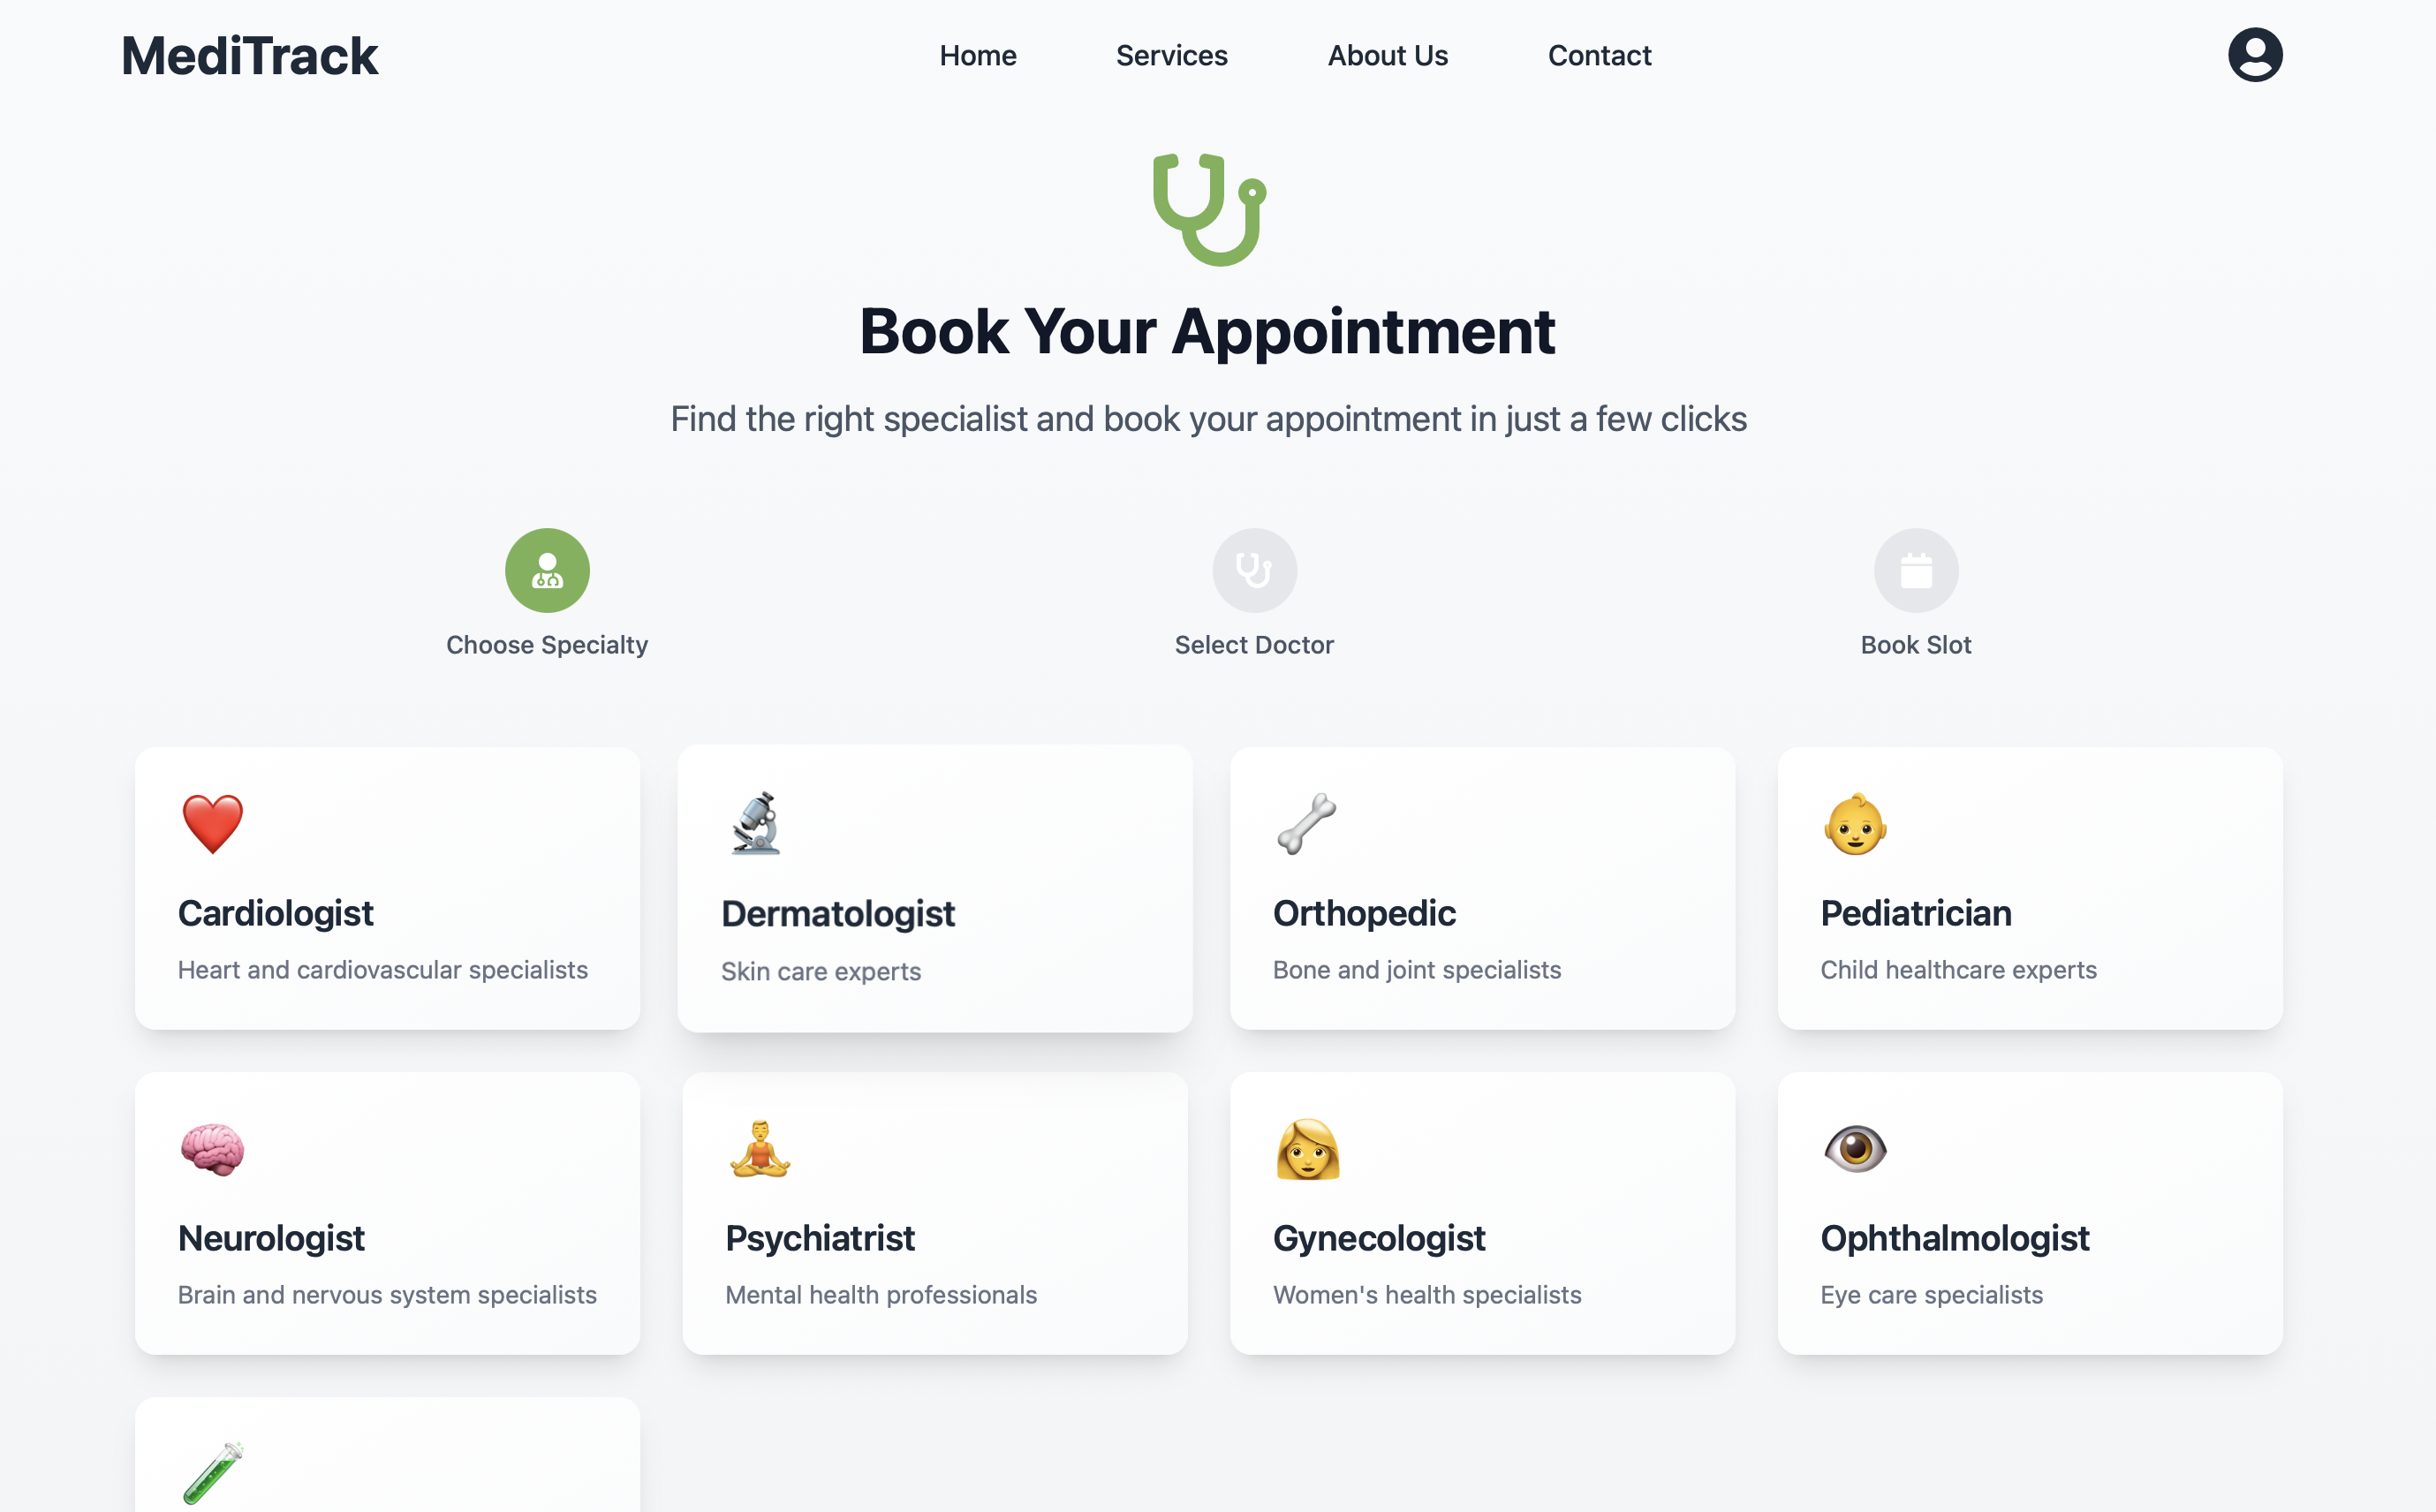 MediTrack
Home
Services
About Us
Contact
Book Your Appointment
Find the right specialist and book your appointment in just a few clicks
Choose Specialty
Select Doctor
Book Slot
Cardiologist
Heart and cardiovascular specialists
Dermatologist
Skin care experts
Orthopedic
Bone and joint specialists
Pediatrician
Child healthcare experts
Neurologist
Brain and nervous system specialists
Psychiatrist
Mental health professionals
Gynecologist
Women's health specialists
Ophthalmologist
Eye care specialists